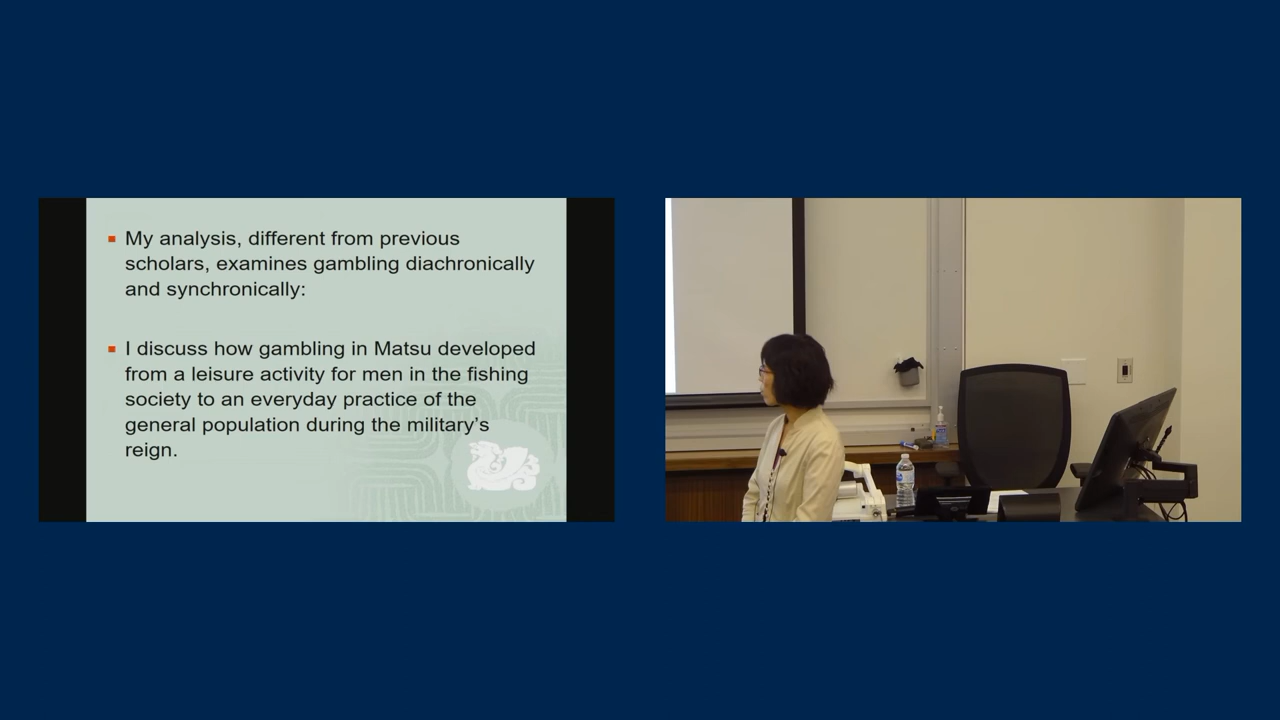 My analysis, different from previous
scholars, examines gambling diachronically
and synchronically:
I discuss how gambling in Matsu developed
from a leisure activity for men in the fishing
society to an everyday practice of the
general population during the military's
reign.